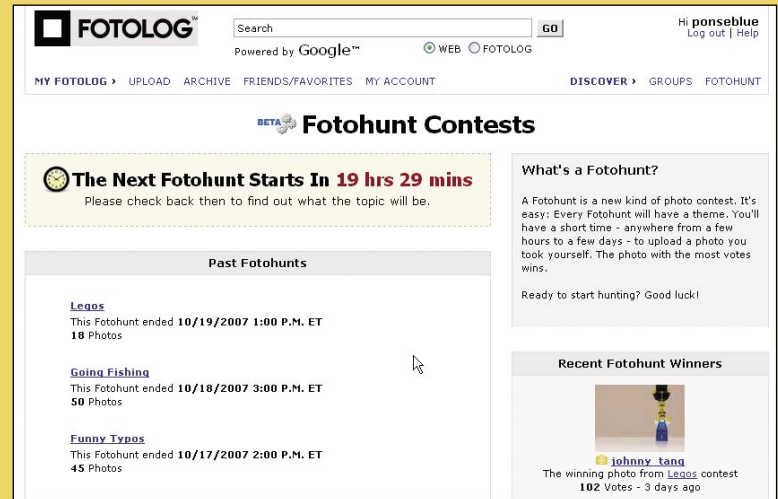 FOTOLOG™
Search
GO
Powered by Google™
WEB
FOTOLOG
Hi ponseblue
Log out | Help
MY FOTOLOG › UPLOAD ARCHIVE FRIENDS/FAVORITES MY ACCOUNT
DISCOVER › GROUPS FOTOHUNT
BETA Fotohunt Contests
The Next Fotohunt Starts In 19 hrs 29 mins
Please check back then to find out what the topic will be.
Past Fotohunts
Legos
This Fotohunt ended 10/19/2007 1:00 P.M. ET
18 Photos
Going Fishing
This Fotohunt ended 10/18/2007 3:00 P.M. ET
50 Photos
Funny Typos
This Fotohunt ended 10/17/2007 2:00 P.M. ET
45 Photos
What's a Fotohunt?
A Fotohunt is a new kind of photo contest. It's
easy: Every Fotohunt will have a theme. You'll
have a short time - anywhere from a few
hours to a few days - to upload a photo you
took yourself. The photo with the most votes
wins.
Ready to start hunting? Good luck!
Recent Fotohunt Winners
johnny_tang
The winning photo from Legos contest
102 Votes - 3 days ago